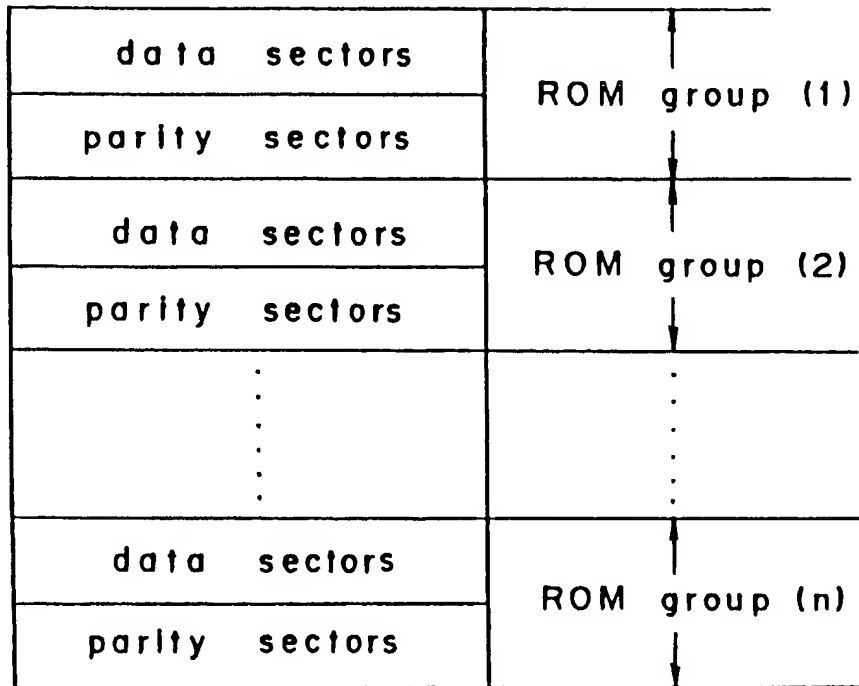 data sectors
parity sectors
ROM group (1)
data sectors
parity sectors
ROM group (2)
data sectors
parity sectors
ROM group (n)